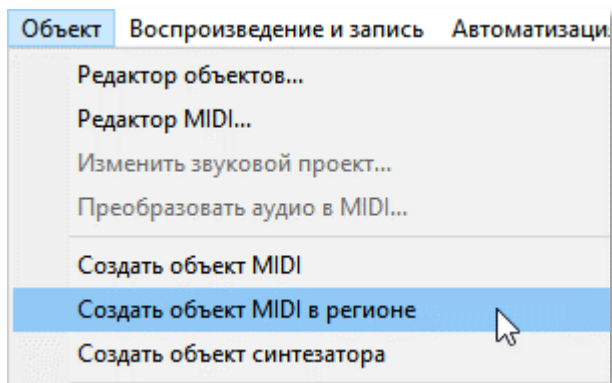 Объект Воспроизведение и запись Автоматизаци
Редактор объектов...
Редактор MIDI...
Изменить звуковой проект...
Преобразовать аудио в MIDI...
Создать объект MIDI
Создать объект MIDI в регионе
Создать объект синтезатора